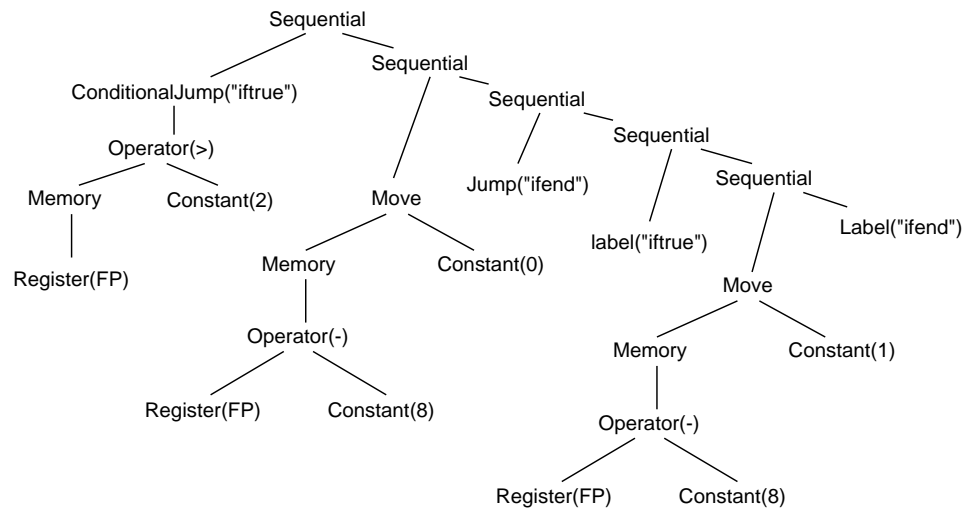 Sequential
Sequential
ConditionalJump("iftrue")
Sequential
Operator(>)
Sequential
Memory
Constant(2)
Move
Jump("ifend")
Sequential
label("iftrue")
Label("ifend")
Register(FP)
Memory
Constant(0)
Move
Operator(-)
Memory
Constant(1)
Register(FP)
Constant(8)
Operator(-)
Register(FP)
Constant(8)